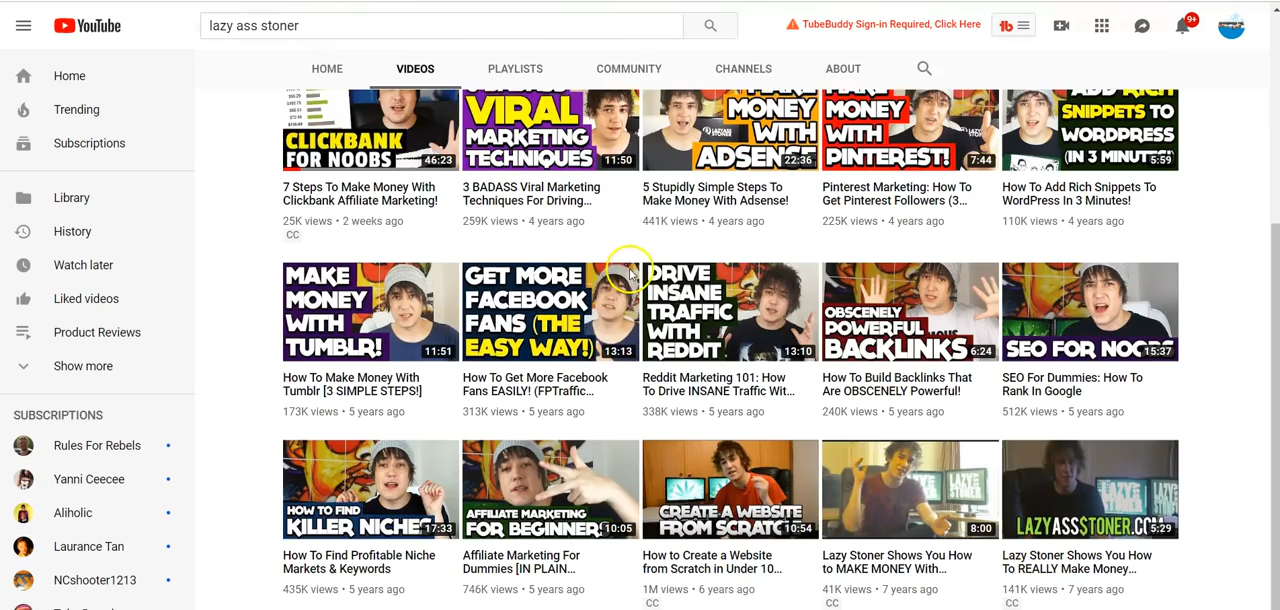 YouTube
lazy ass stoner
TubeBuddy Sign-in Required, Click Here
tb
9+
HOME VIDEOS PLAYLISTS COMMUNITY CHANNELS ABOUT
Home
Trending
Subscriptions
Library
History
Watch later
Liked videos
Product Reviews
Show more
SUBSCRIPTIONS
Rules For Rebels
Yanni Ceecee
Aliholic
Laurance Tan
NCshooter1213
CLICKBANK
FOR NOOBS
46:23
7 Steps To Make Money With
Clickbank Affiliate Marketing!
25K views • 2 weeks ago
CC
VIRAL
MARKETING
TECHNIQUES
11:50
3 BADASS Viral Marketing
Techniques For Driving...
259K views • 4 years ago
MONEY
WITH
ADSENSE
22:36
5 Stupidly Simple Steps To
Make Money With Adsense!
441K views • 4 years ago
MONEY
WITH
PINTEREST!
7:44
Pinterest Marketing: How To
Get Pinterest Followers (3...
225K views • 4 years ago
ADD RICH
SNIPPETS TO
WORDPRESS
(IN 3 MINUTES!)
5:59
How To Add Rich Snippets To
WordPress In 3 Minutes!
110K views • 4 years ago
MAKE
MONEY
WITH
TUMBLR!
11:51
How To Make Money With
Tumblr [3 SIMPLE STEPS!]
173K views • 5 years ago
GET MORE
FACEBOOK
FANS (THE
EASY WAY!)
13:13
How To Get More Facebook
Fans EASILY! (FPTraffic...
313K views • 5 years ago
DRIVE
INSANE
TRAFFIC
WITH
REDDIT
13:10
Reddit Marketing 101: How
To Drive INSANE Traffic Wit...
338K views • 5 years ago
OBSCENELY
POWERFUL
BACKLINKS
6:24
How To Build Backlinks That
Are OBSCENELY Powerful!
240K views • 5 years ago
SEO FOR NOOBS
15:37
SEO For Dummies: How To
Rank In Google
512K views • 5 years ago
HOW TO FIND
KILLER NICHES
17:33
How To Find Profitable Niche
Markets & Keywords
435K views • 5 years ago
AFFILIATE MARKETING
FOR BEGINNERS
10:05
Affiliate Marketing For
Dummies [IN PLAIN...
746K views • 5 years ago
CREATE A WEBSITE
FROM SCRATCH
10:54
How to Create a Website
from Scratch in Under 10...
1M views • 6 years ago
CC
8:00
Lazy Stoner Shows You How
to MAKE MONEY With...
41K views • 7 years ago
CC
LAZYASS$TONER.COM
5:29
Lazy Stoner Shows You How
To REALLY Make Money...
141K views • 7 years ago
CC